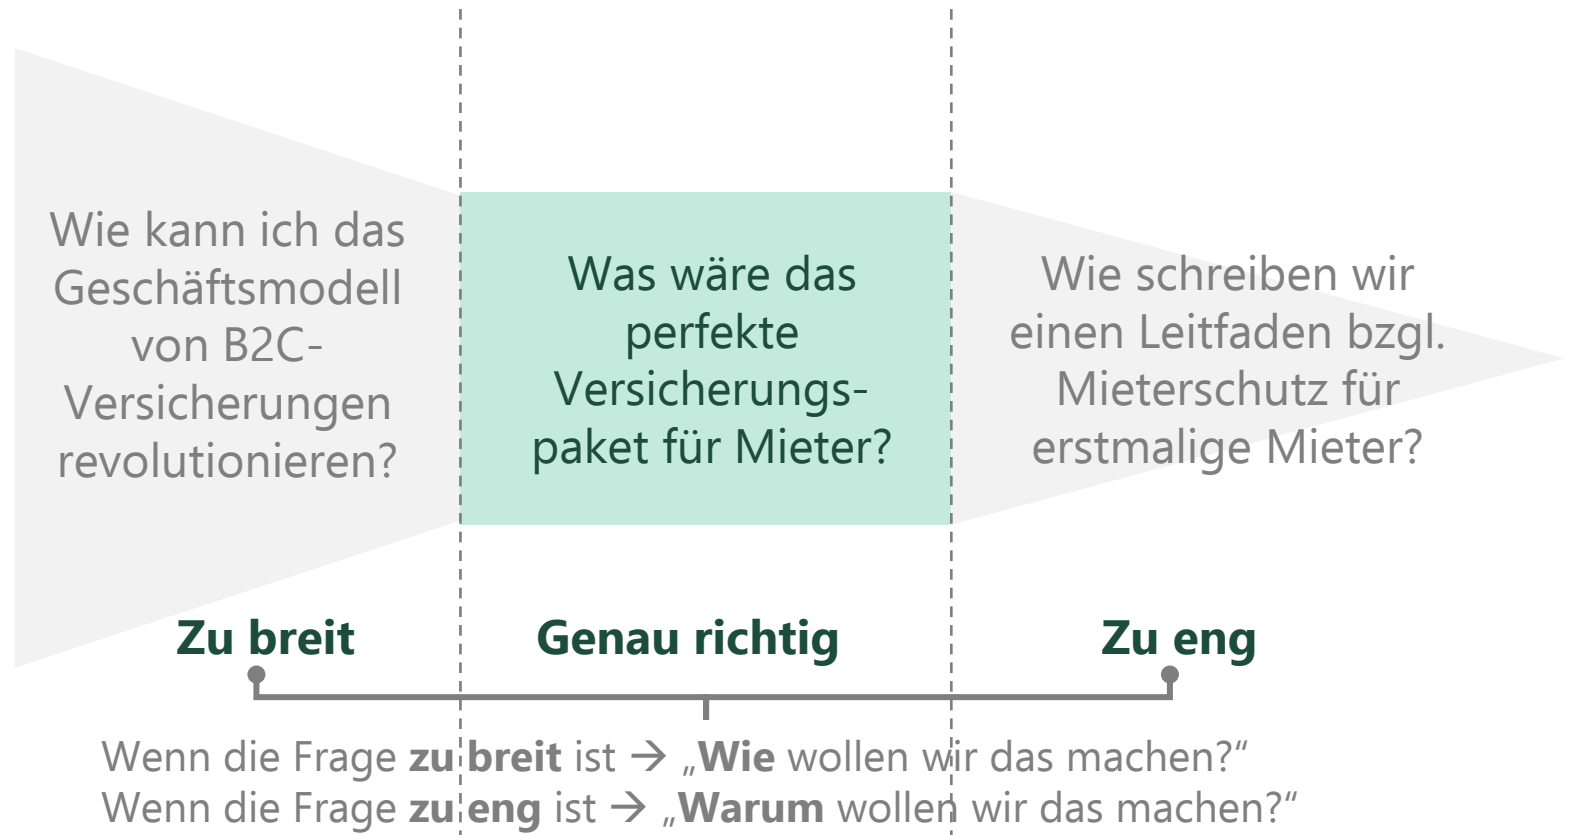 Wie kann ich das
Geschäftsmodell
von B2C-
Versicherungen
revolutionieren?
Was wäre das
perfekte
Versicherungs-
paket für Mieter?
Wie schreiben wir
einen Leitfaden bzgl.
Mieterschutz für
erstmalige Mieter?
Zu breit
Genau richtig
Zu eng
Wenn die Frage zu breit ist → „Wie wollen wir das machen?“
Wenn die Frage zu eng ist → „Warum wollen wir das machen?“